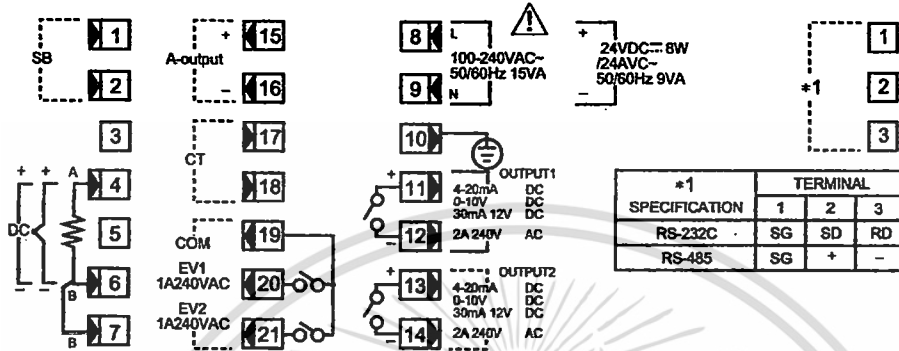 SB
1
2
3
+ + A
DC
4
5
- - B
6
B
7
A-output
+
15
-
16
CT
17
18
COM
19
EV1
1A240VAC
20
EV2
1A240VAC
21
8
L
100-240VAC~
50/60Hz 15VA
9
N
+
24VDC⎓8W
/24AVC~
50/60Hz 9VA
-
10
OUTPUT1
+
11
4-20mA DC
0-10V DC
30mA 12V DC
-
12
2A 240V AC
OUTPUT2
+
13
4-20mA DC
0-10V DC
30mA 12V DC
-
14
2A 240V AC
*1
1
2
3
*1
SPECIFICATION
TERMINAL
1 2 3
RS-232C SG SD RD
RS-485 SG + -